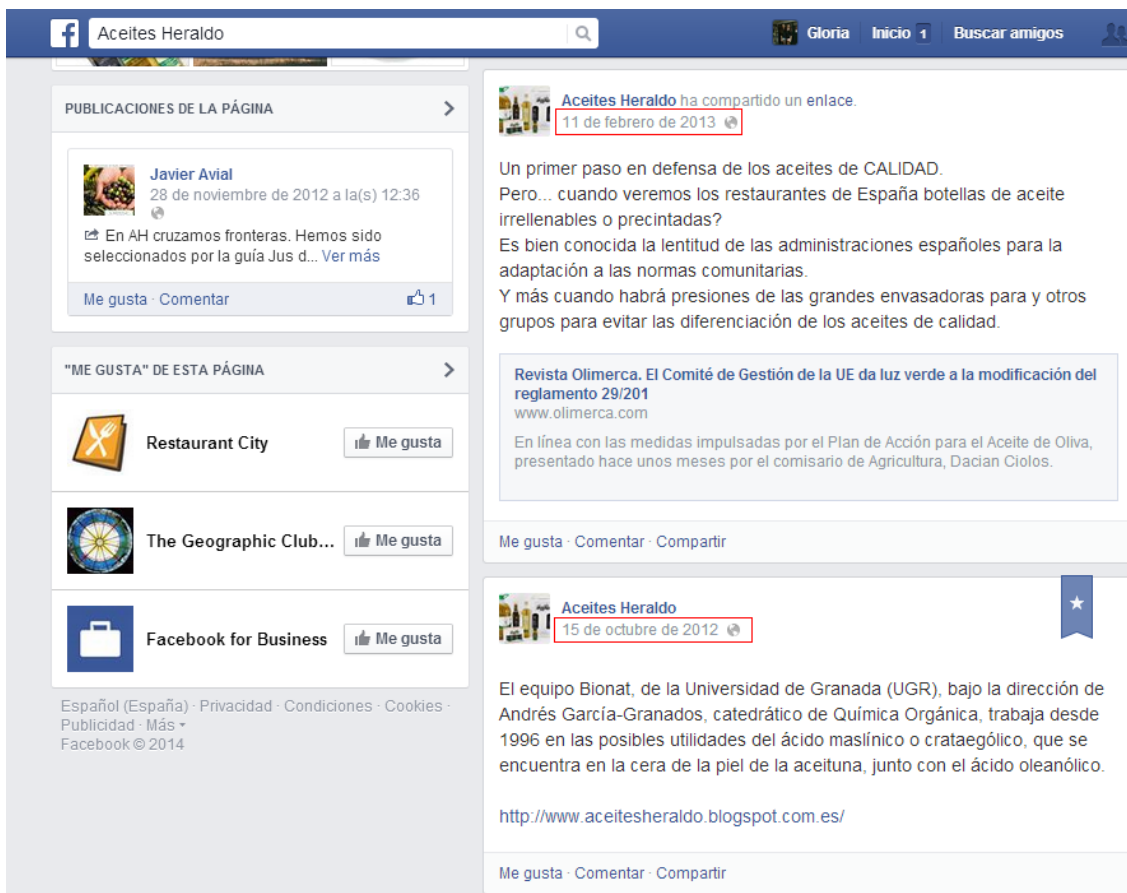 Aceites Heraldo
Gloria Inicio 1 Buscar amigos
PUBLICACIONES DE LA PÁGINA
Javier Avial
28 de noviembre de 2012 a la(s) 12:36
En AH cruzamos fronteras. Hemos sido
seleccionados por la guía Jus d... Ver más
Me gusta · Comentar 1
"ME GUSTA" DE ESTA PÁGINA
Restaurant City Me gusta
The Geographic Club... Me gusta
Facebook for Business Me gusta
Español (España) · Privacidad · Condiciones · Cookies ·
Publicidad · Más
Facebook © 2014
Aceites Heraldo ha compartido un enlace.
11 de febrero de 2013
Un primer paso en defensa de los aceites de CALIDAD.
Pero... cuando veremos los restaurantes de España botellas de aceite
irrellenables o precintadas?
Es bien conocida la lentitud de las administraciones españoles para la
adaptación a las normas comunitarias.
Y más cuando habrá presiones de las grandes envasadoras para y otros
grupos para evitar las diferenciación de los aceites de calidad.
Revista Olimerca. El Comité de Gestión de la UE da luz verde a la modificación del
reglamento 29/201
www.olimerca.com
En línea con las medidas impulsadas por el Plan de Acción para el Aceite de Oliva,
presentado hace unos meses por el comisario de Agricultura, Dacian Ciolos.
Me gusta · Comentar · Compartir
Aceites Heraldo
15 de octubre de 2012
El equipo Bionat, de la Universidad de Granada (UGR), bajo la dirección de
Andrés García-Granados, catedrático de Química Orgánica, trabaja desde
1996 en las posibles utilidades del ácido maslínico o crataególico, que se
encuentra en la cera de la piel de la aceituna, junto con el ácido oleanólico.
http://www.aceitesheraldo.blogspot.com.es/
Me gusta · Comentar · Compartir